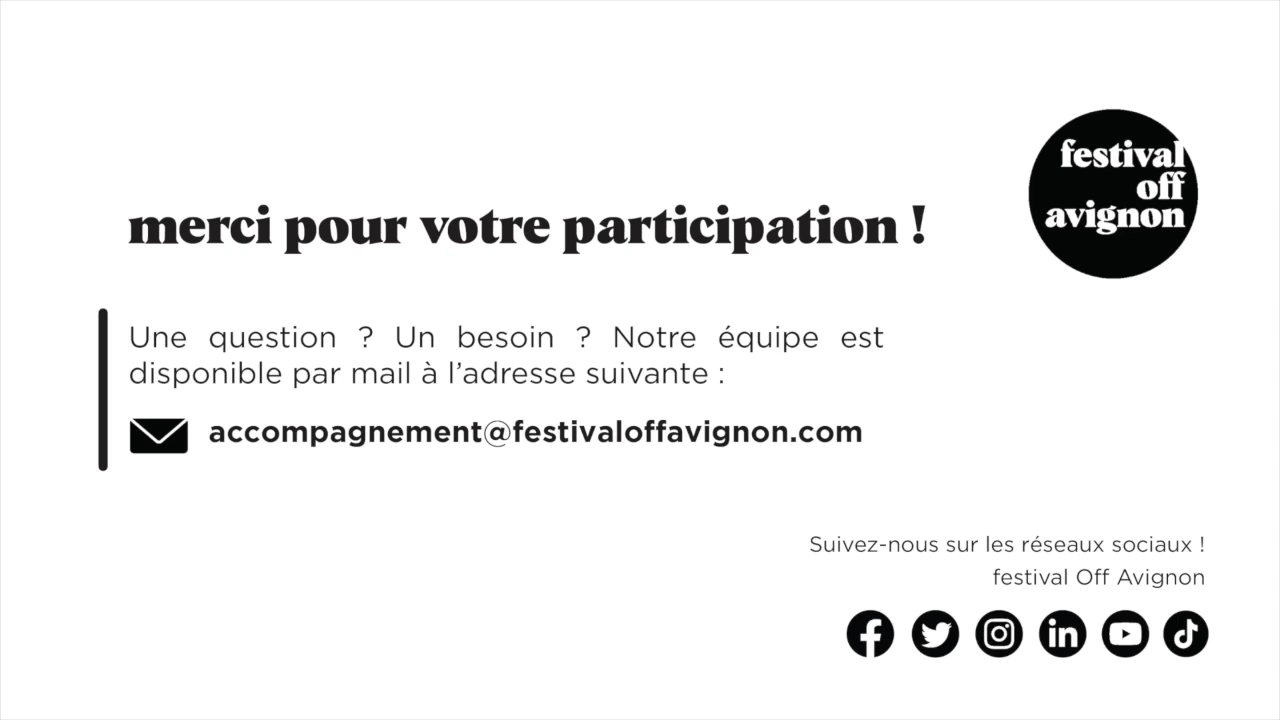 festival
off
avignon
merci pour votre participation !
Une question ? Un besoin ? Notre équipe est
disponible par mail à l’adresse suivante :
accompagnement@festivaloffavignon.com
Suivez-nous sur les réseaux sociaux !
festival Off Avignon